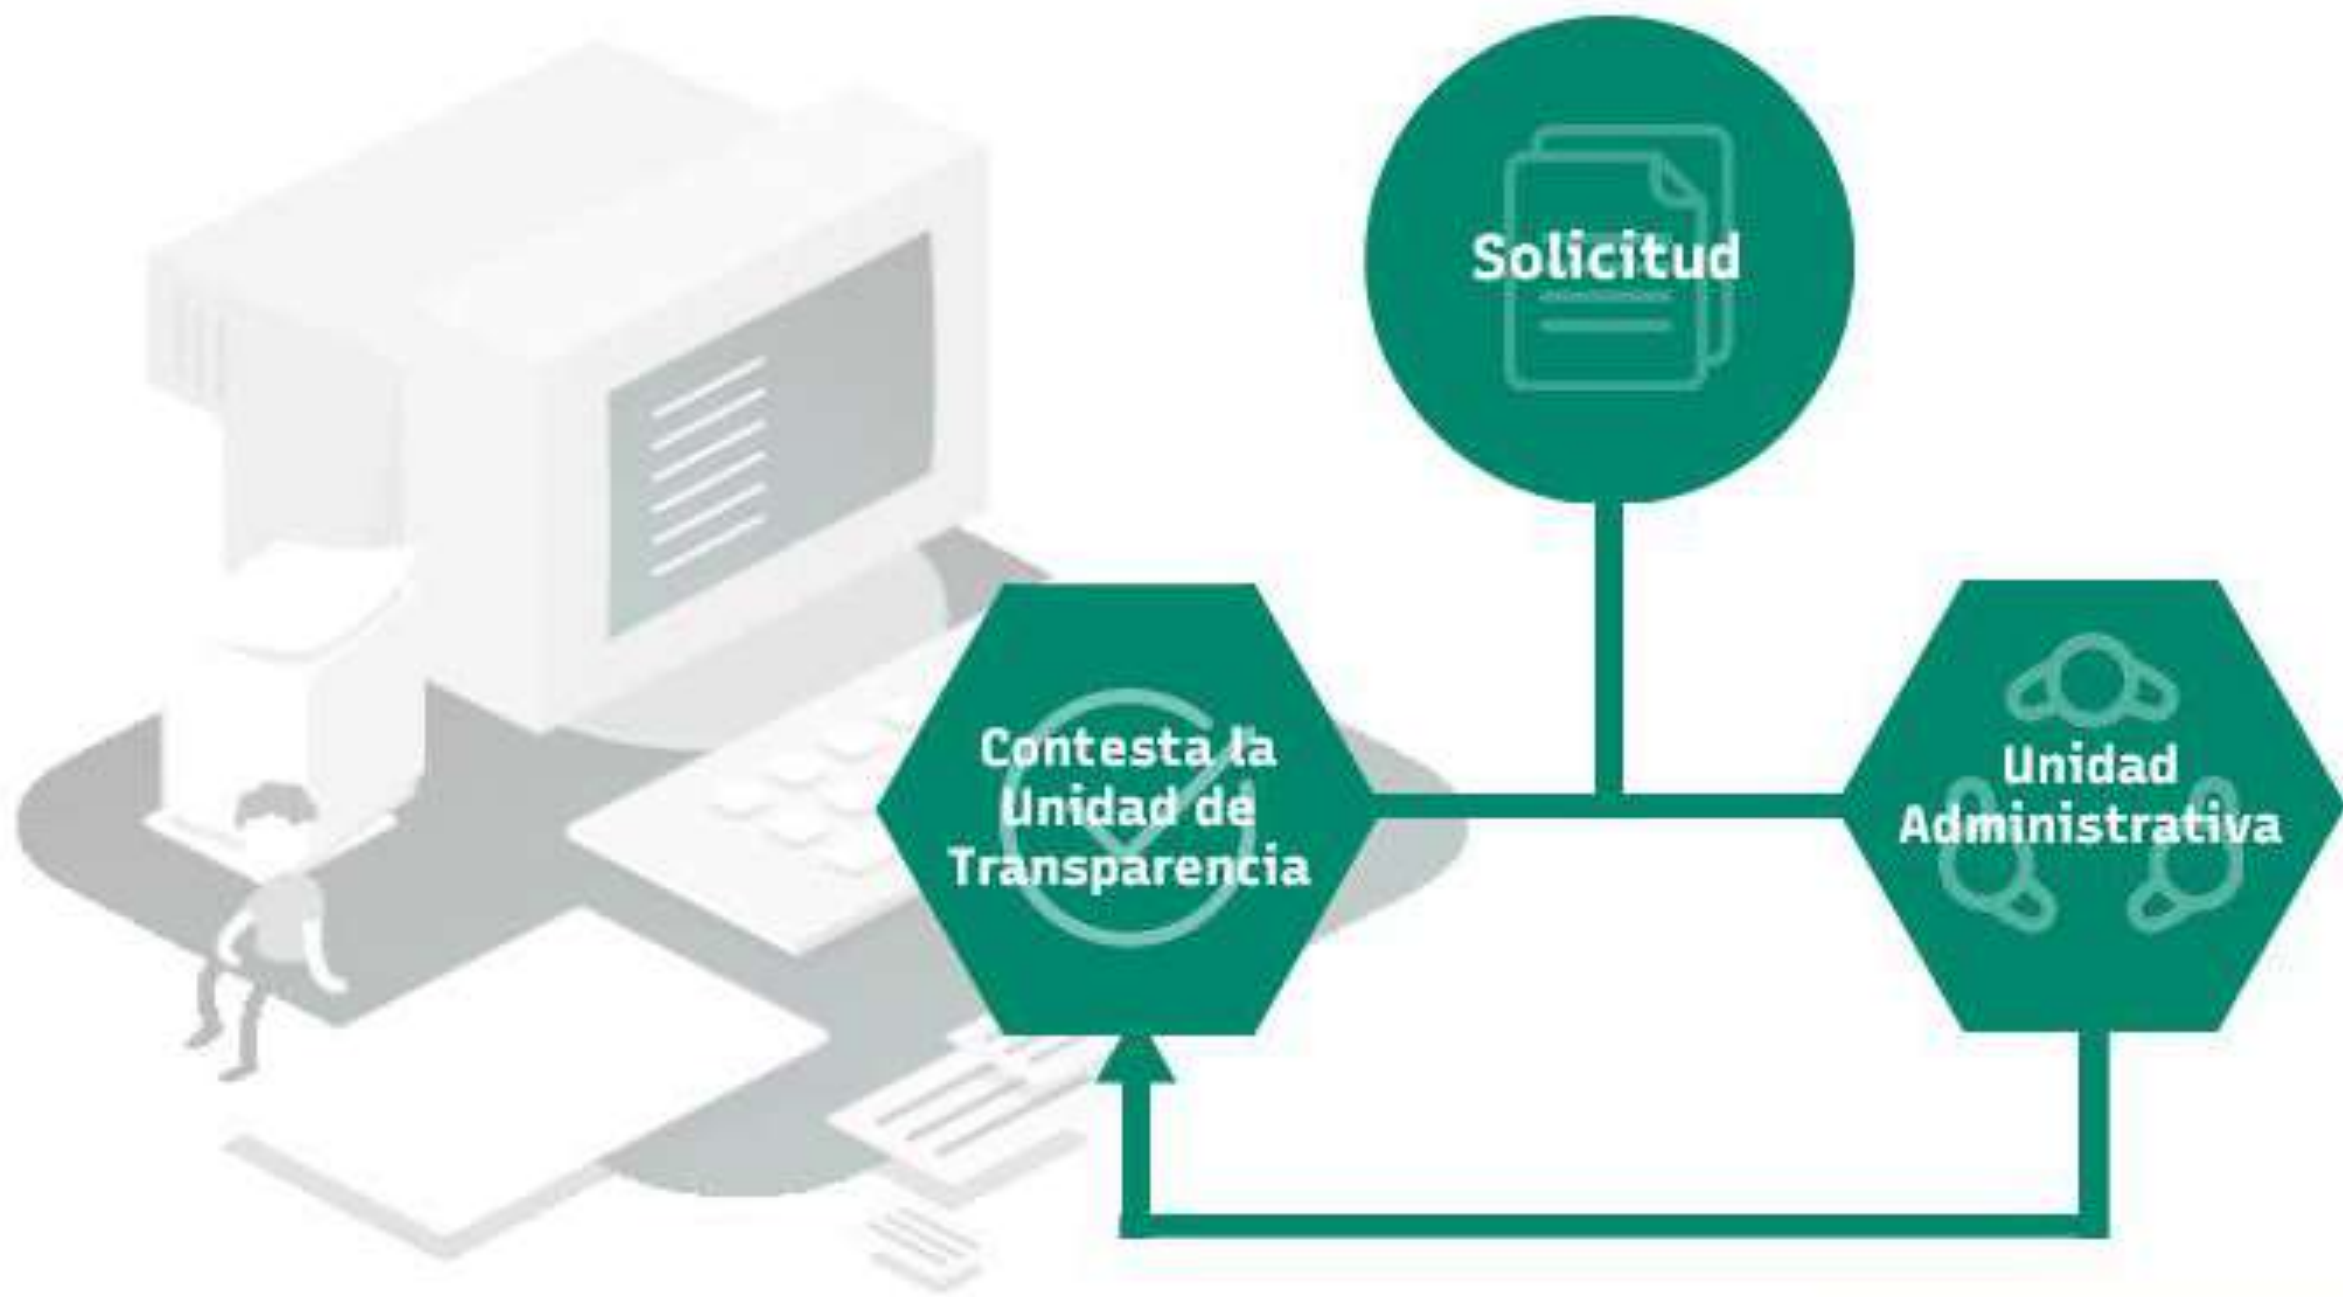 Solicitud
Contesta la
Unidad de
Transparencia
Unidad
Administrativa